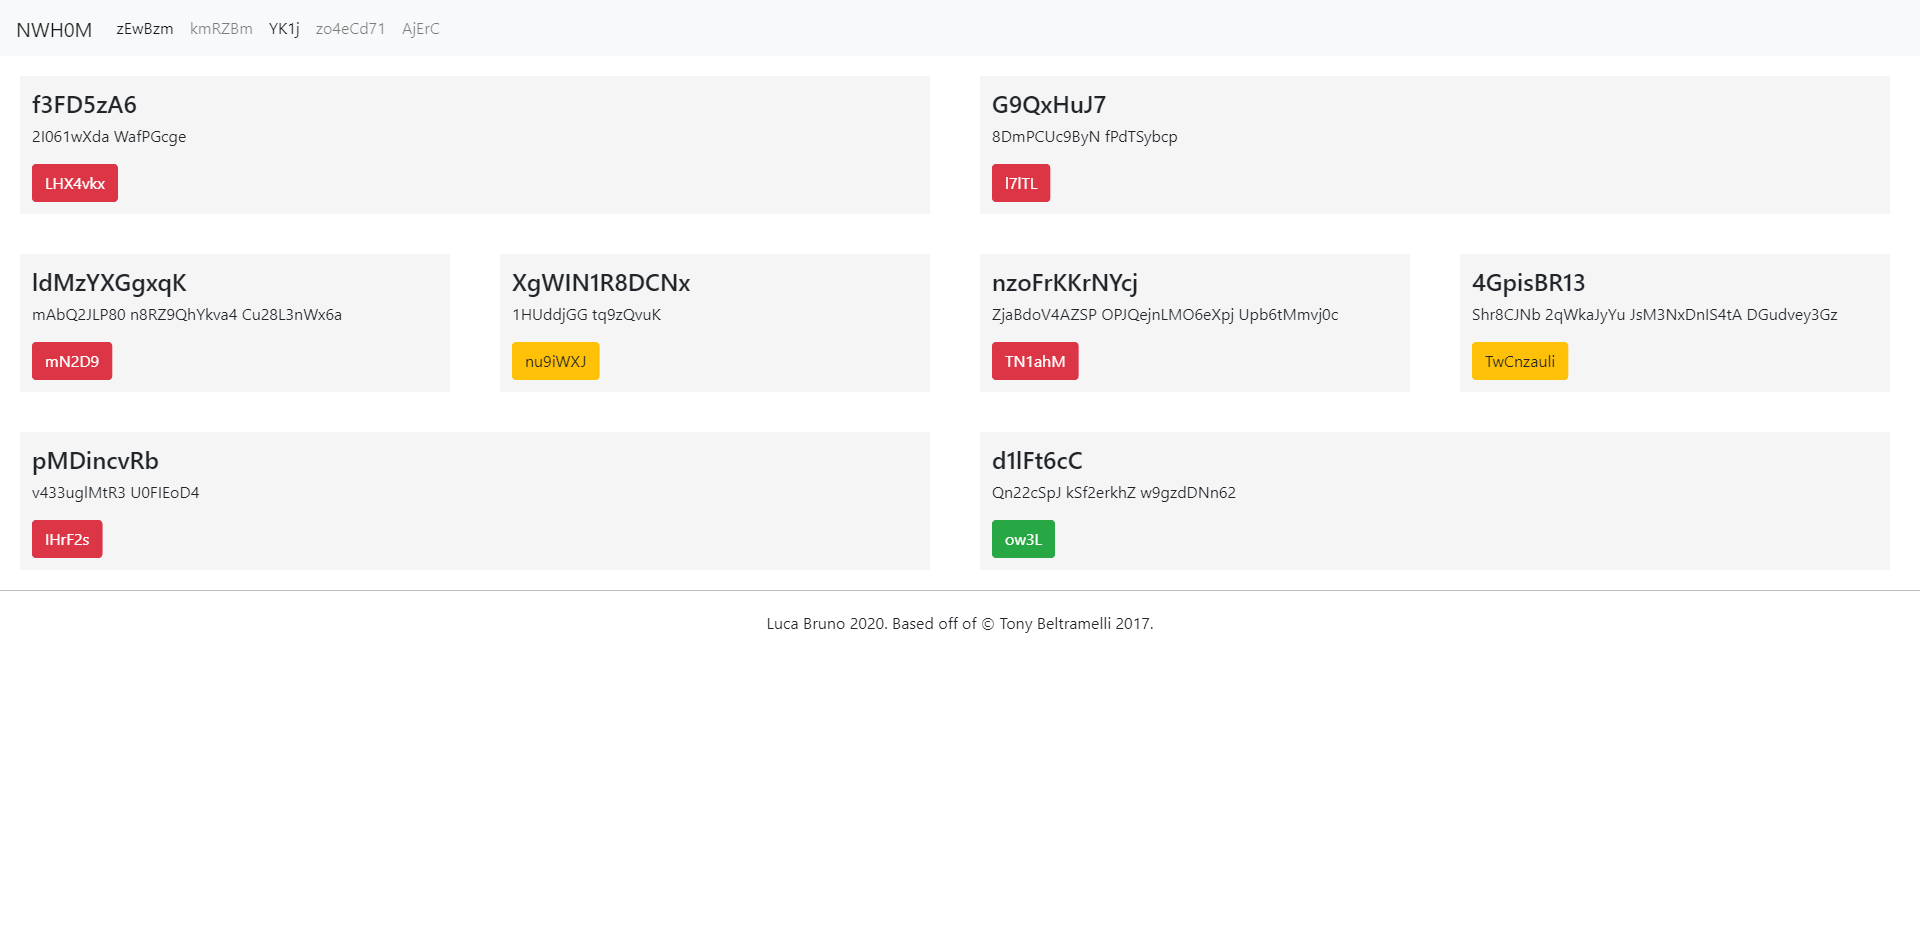 NWH0M zEwBzm kmRZBm YK1j zo4eCd71 AjErC
f3FD5zA6
2I061wXda WafPGcge
LHX4vkx
G9QxHuJ7
8DmPCUc9ByN fPdTSybcp
l7lTL
ldMzYXGgxqK
mAbQ2JLP80 n8RZ9QhYkva4 Cu28L3nWx6a
mN2D9
XgWIN1R8DCNx
1HUddjGG tq9zQvuK
nu9iWXJ
nzoFrKKrNYcj
ZjaBdoV4AZSP OPJQejnLMO6eXpj Upb6tMmvj0c
TN1ahM
4GpisBR13
Shr8CJNb 2qWkaJyYu JsM3NxDnIS4tA DGudvey3Gz
TwCnzauli
pMDincvRb
v433uglMtR3 U0FIEoD4
IHrF2s
d1lFt6cC
Qn22cSpJ kSf2erkhZ w9gzdDNn62
ow3L
Luca Bruno 2020. Based off of © Tony Beltramelli 2017.